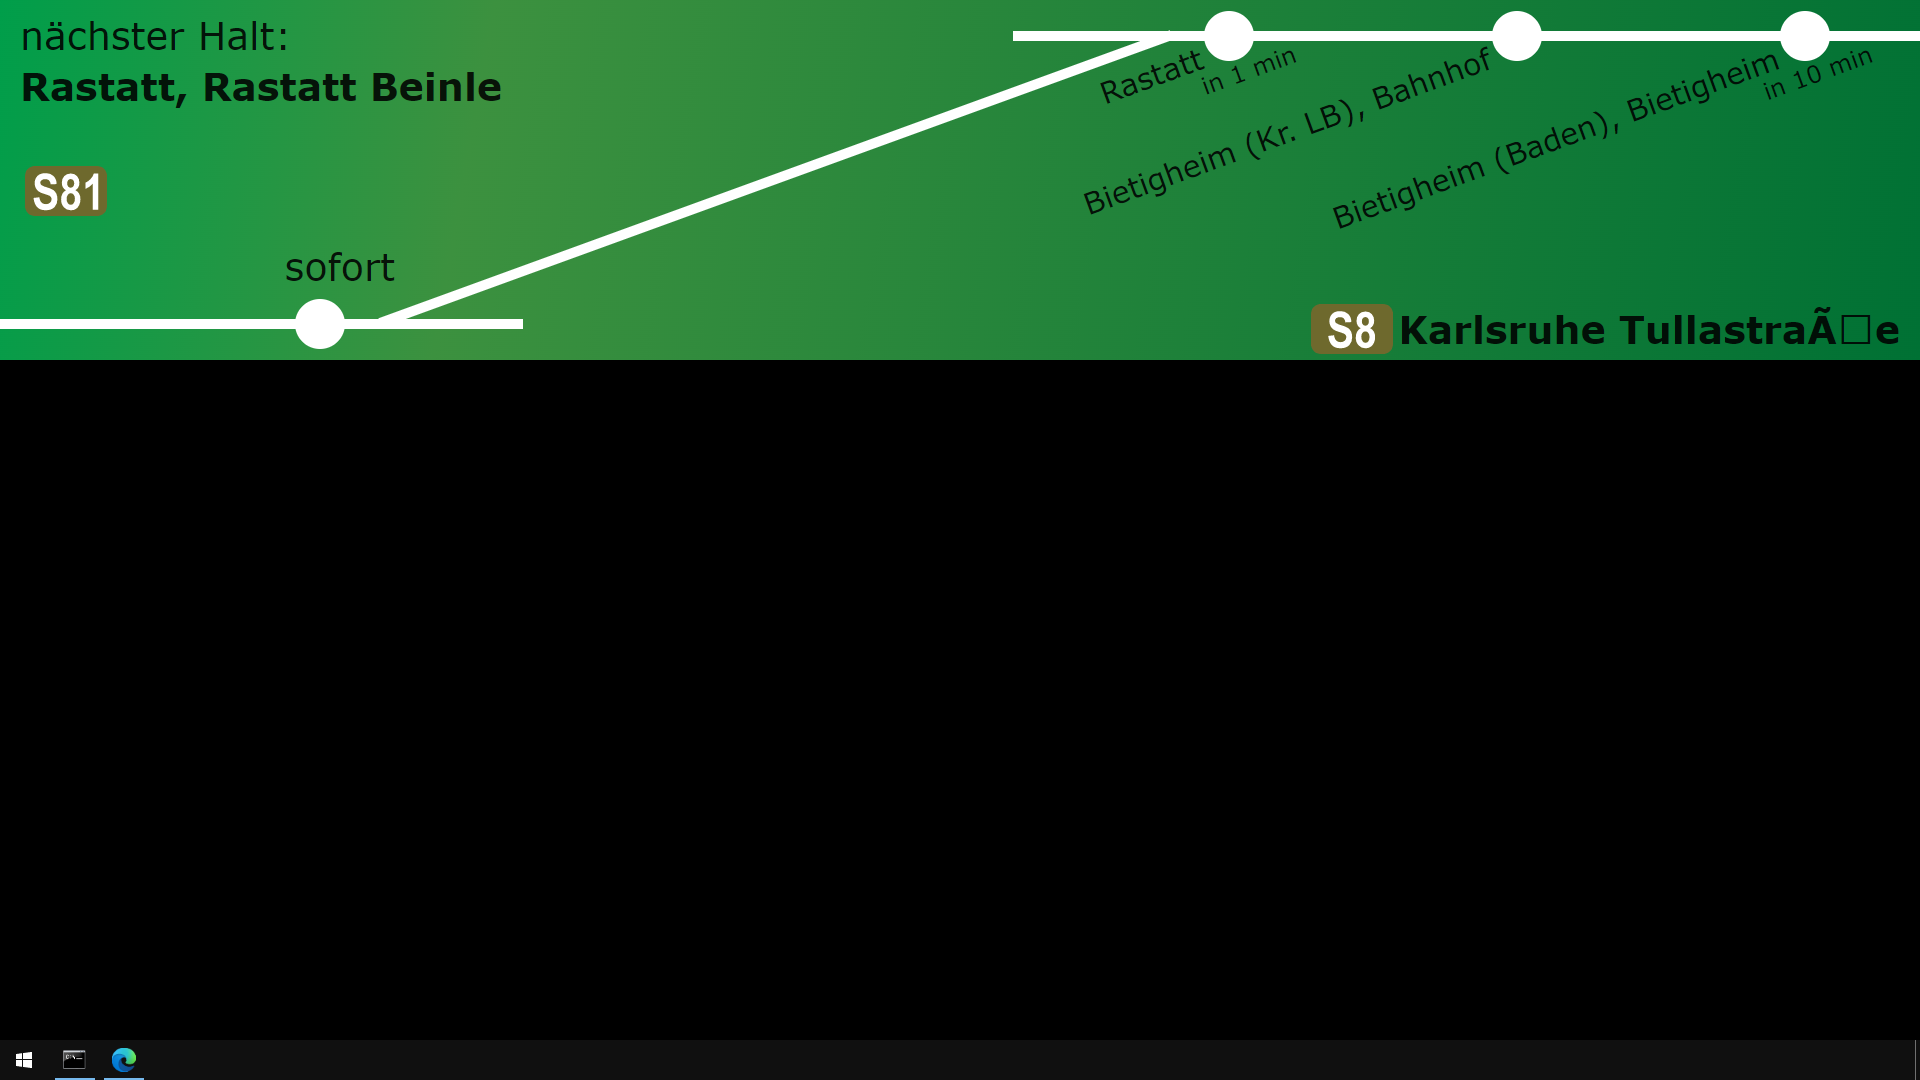 nächster Halt:
Rastatt, Rastatt Beinle
S81
sofort
Rastatt
in 1 min
Bietigheim (Kr. LB), Bahnhof
Bietigheim (Baden), Bietigheim
in 10 min
S8 Karlsruhe TullastraÃ□e